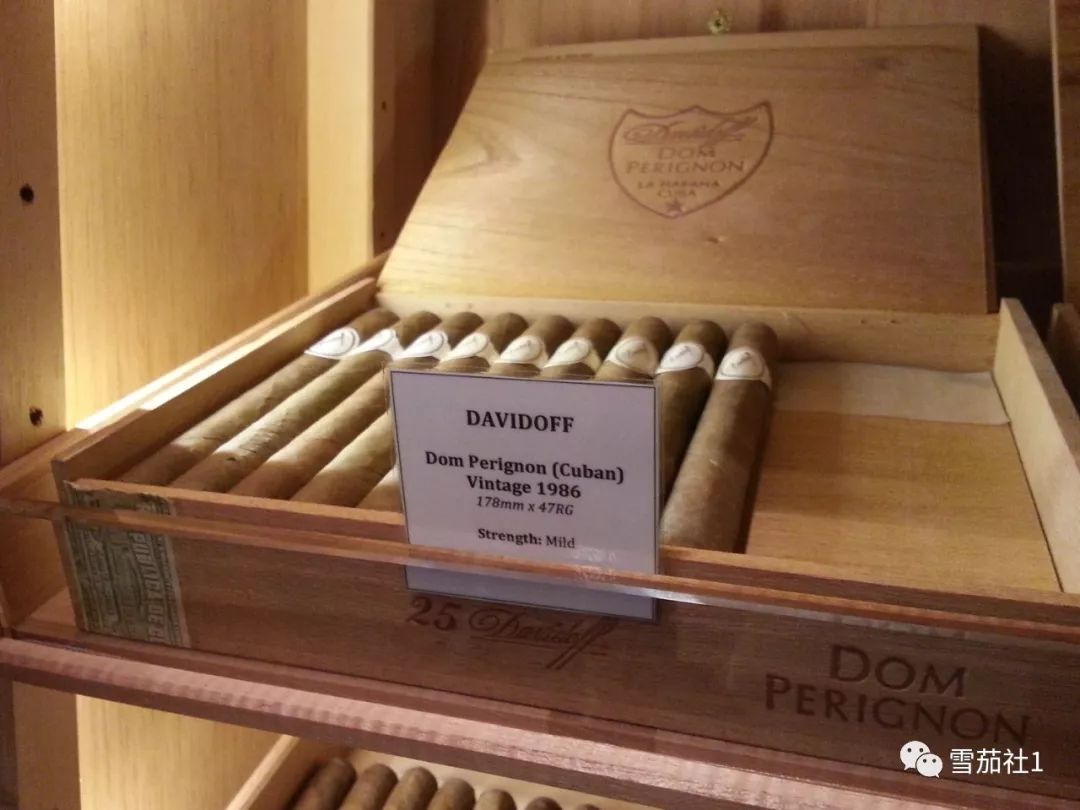 Davidoff
DOM
PERIGNON
LA HABANA
CUBA
DAVIDOFF
Dom Perignon (Cuban)
Vintage 1986
178mm x 47RG
Strength: Mild
25 Davidoff
DOM
PERIGNON
雪茄社1